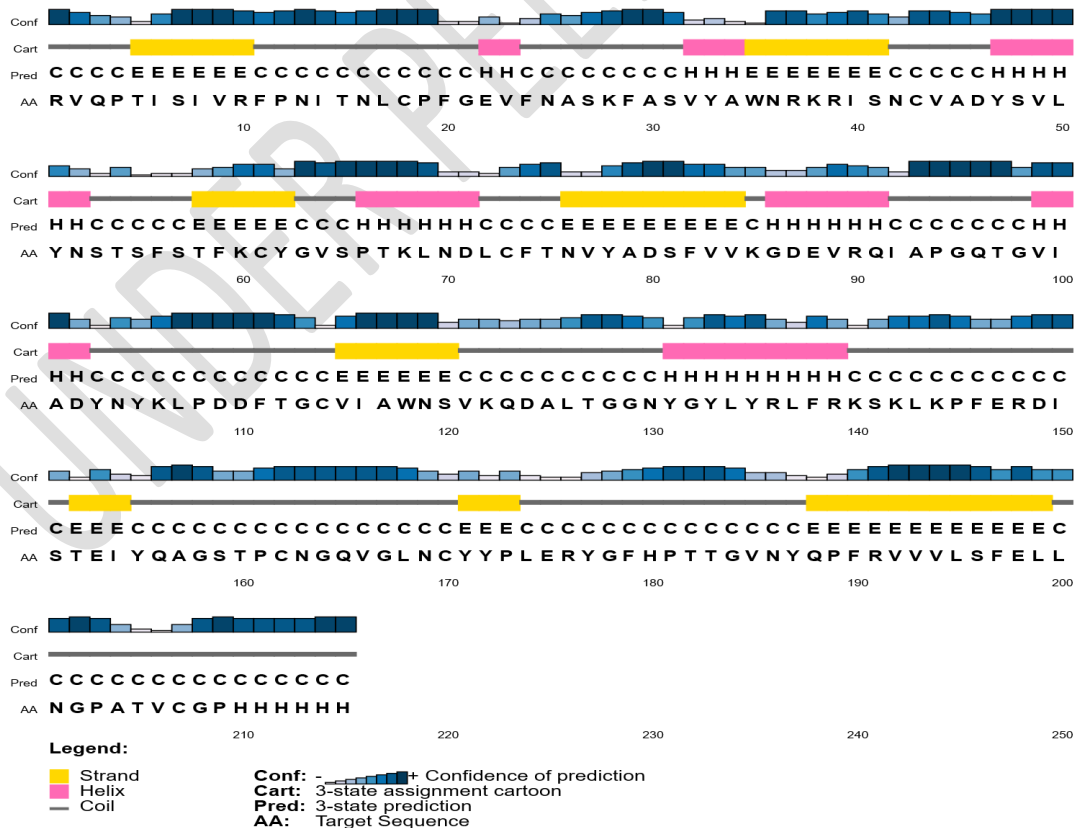 UNDER PE
Conf
Cart
Pred C C C C E E E E E E C C C C C C C C C C C H H C C C C C C C C H H H E E E E E E E C C C C C H H H H
AA R V Q P T I S I V R F P N I T N L C P F G E V F N A S K F A S V Y A W N R K R I S N C V A D Y S V L
10 20 30 40 50
Conf
Cart
Pred H H C C C C C E E E E E C C C H H H H H H C C C C E E E E E E E E E C H H H H H H C C C C C C C H H
AA Y N S T S F S T F K C Y G V S P T K L N D L C F T N V Y A D S F V V K G D E V R Q I A P G Q T G V I
60 70 80 90 100
Conf
Cart
Pred H H C C C C C C C C C C C C E E E E E E C C C C C C C C C C H H H H H H H H H C C C C C C C C C C C
AA A D Y N Y K L P D D F T G C V I A W N S V K Q D A L T G G N Y G Y L Y R L F R K S K L K P F E R D I
110 120 130 140 150
Conf
Cart
Pred C E E E C C C C C C C C C C C C C C C C E E E C C C C C C C C C C C C C C E E E E E E E E E E E E C
AA S T E I Y Q A G S T P C N G Q V G L N C Y Y P L E R Y G F H P T T G V N Y Q P F R V V V L S F E L L
160 170 180 190 200
Conf
Cart
Pred C C C C C C C C C C C C C C C
AA N G P A T V C G P H H H H H H
210 220 230 240 250
Legend:
Strand
Helix
Coil
Conf: - + Confidence of prediction
Cart: 3-state assignment cartoon
Pred: 3-state prediction
AA: Target Sequence